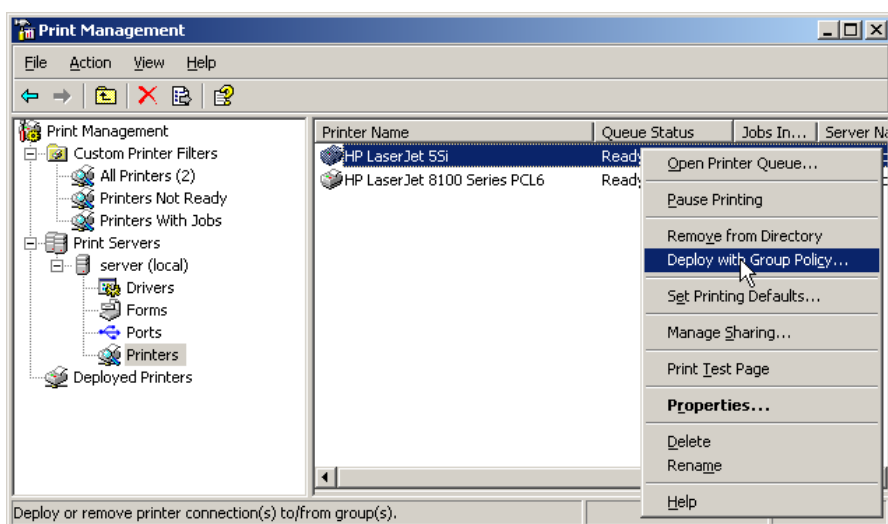 Print Management
File Action View Help
Print Management
Custom Printer Filters
All Printers (2)
Printers Not Ready
Printers With Jobs
Print Servers
server (local)
Drivers
Forms
Ports
Printers
Deployed Printers
Printer Name Queue Status Jobs In... Server Na
HP LaserJet 5Si Ready
HP LaserJet 8100 Series PCL6 Ready
Open Printer Queue...
Pause Printing
Remove from Directory
Deploy with Group Policy...
Set Printing Defaults...
Manage Sharing...
Print Test Page
Properties...
Delete
Rename
Help
Deploy or remove printer connection(s) to/from group(s).